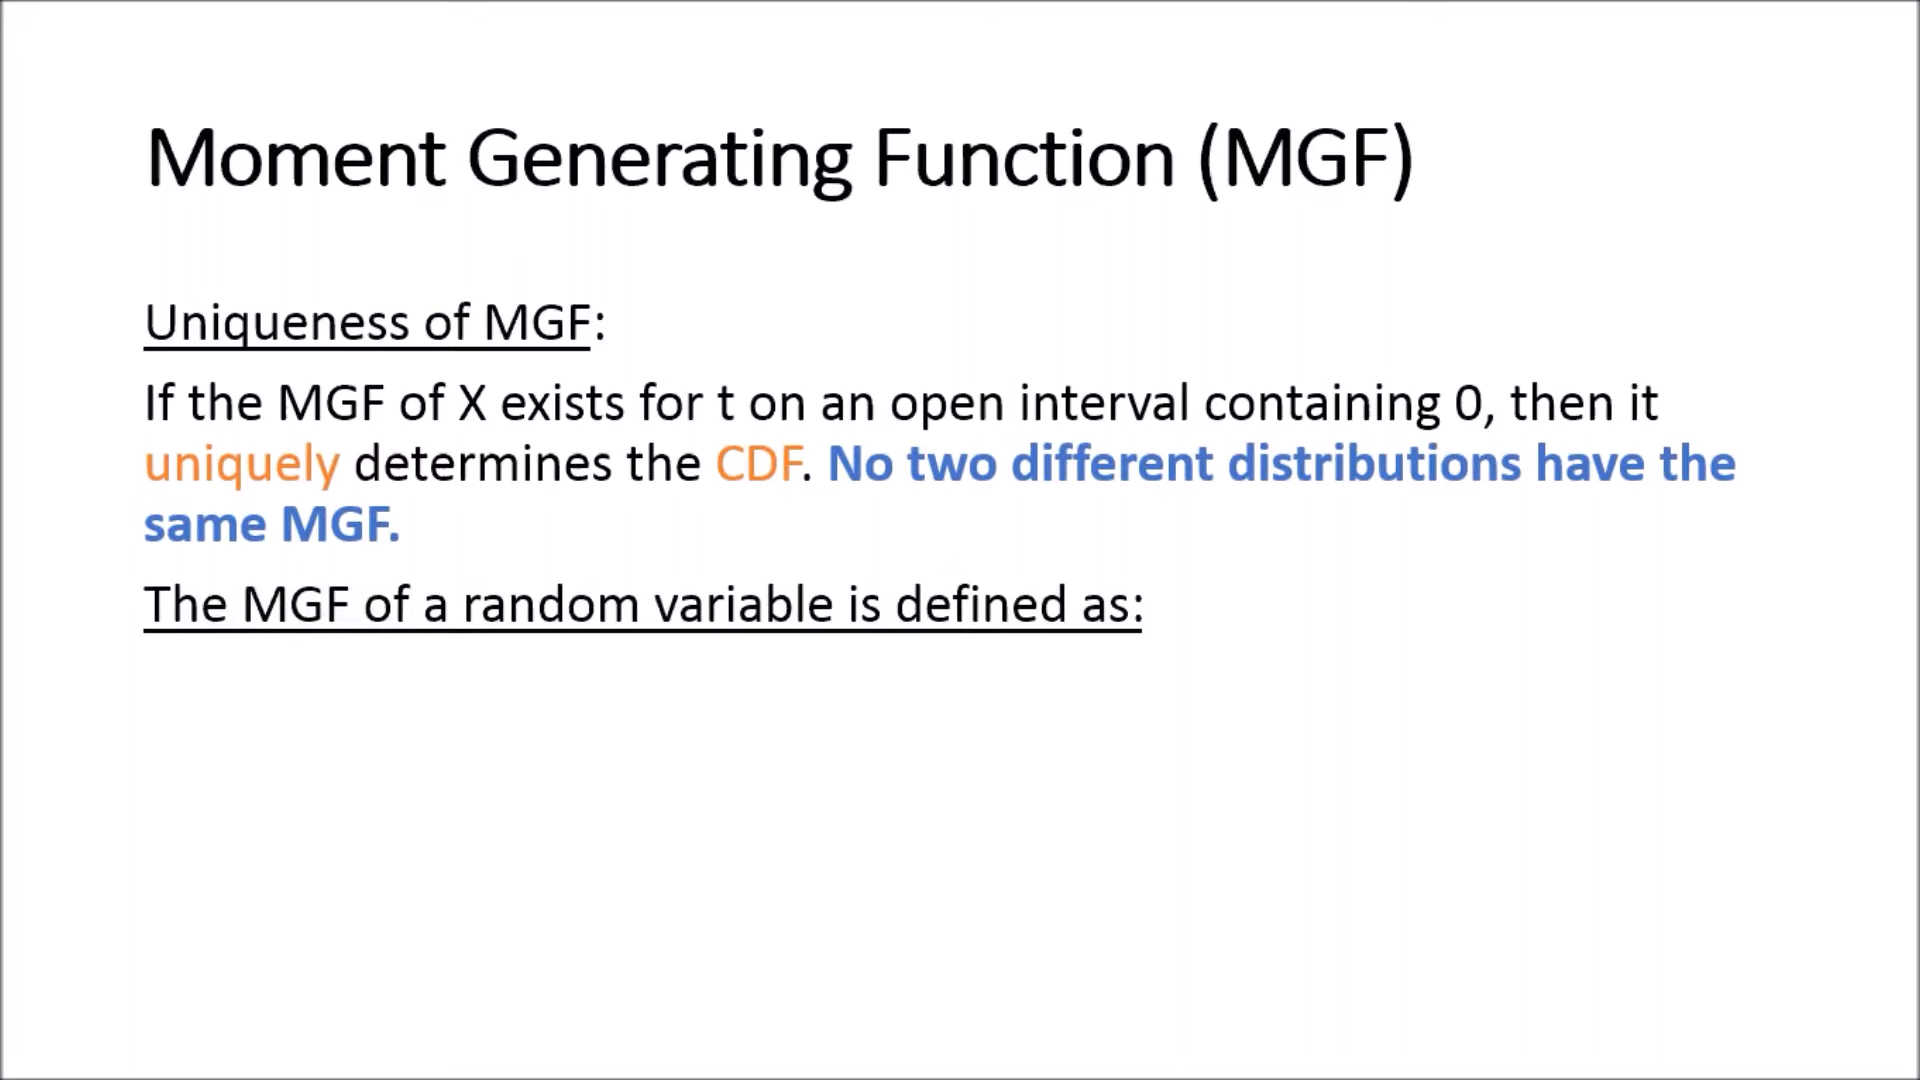 Moment Generating Function (MGF)
Uniqueness of MGF:
If the MGF of X exists for t on an open interval containing 0, then it
uniquely determines the CDF. No two different distributions have the
same MGF.
The MGF of a random variable is defined as: